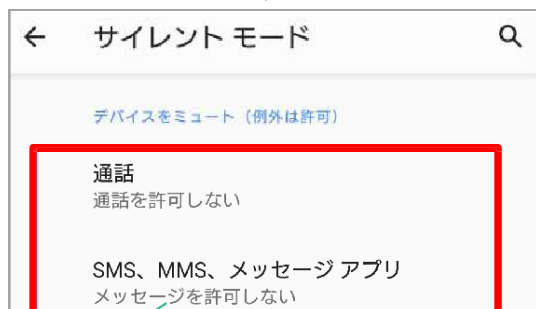 サイレント モード
デバイスをミュート（例外は許可）
通話
通話を許可しない
SMS、MMS、メッセージ アプリ
メッセージを許可しない